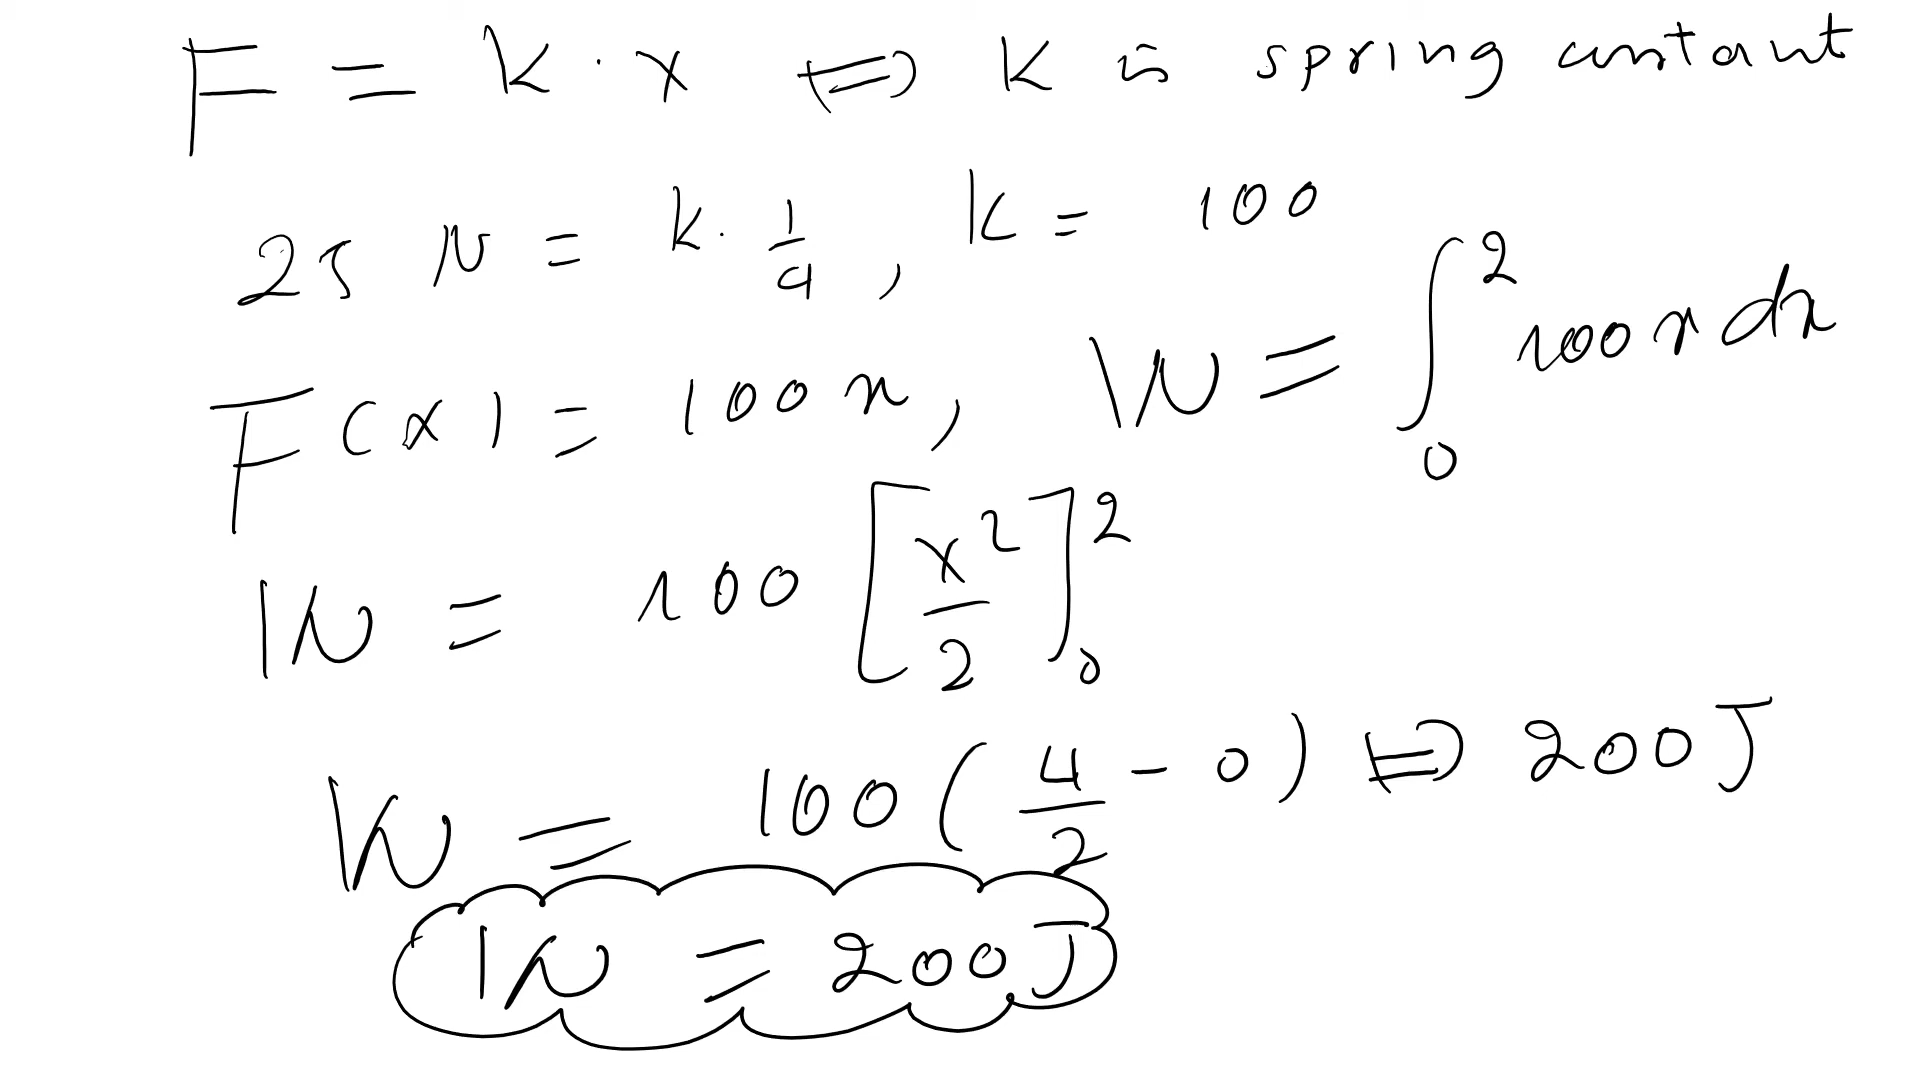 F = k · x ⇔ K is spring constant
25 N = k · 1/4 , K = 100
F(x) = 100x , W = ∫₀² 100x dx
W = 100 [x²/2]₀²
W = 100 (4/2 - 0) ⇔ 200J
W = 200J